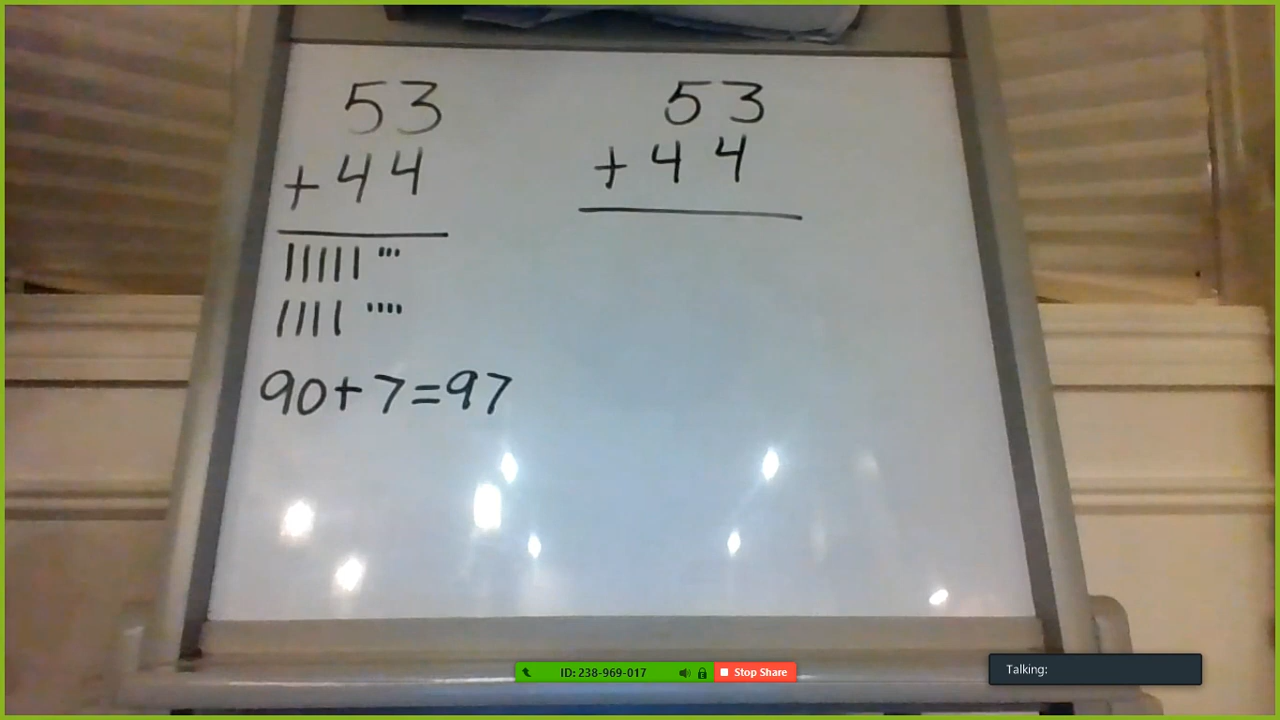 53
+44
90+7=97
53
+44
ID: 238-969-017
Stop Share
Talking: